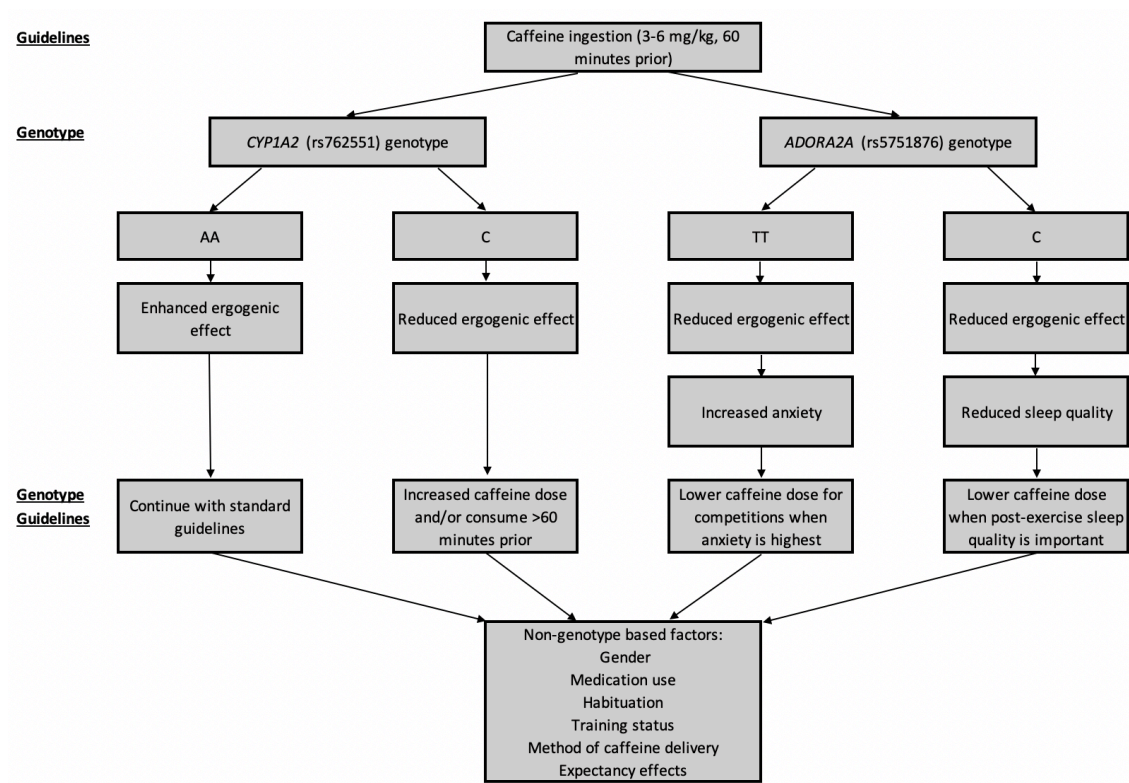 Guidelines
Caffeine ingestion (3-6 mg/kg, 60
minutes prior)
Genotype
CYP1A2 (rs762551) genotype
ADORA2A (rs5751876) genotype
AA
C
TT
C
Enhanced ergogenic
effect
Reduced ergogenic effect
Reduced ergogenic effect
Reduced ergogenic effect
Increased anxiety
Reduced sleep quality
Genotype
Guidelines
Continue with standard
guidelines
Increased caffeine dose
and/or consume >60
minutes prior
Lower caffeine dose for
competitions when
anxiety is highest
Lower caffeine dose
when post-exercise sleep
quality is important
Non-genotype based factors:
Gender
Medication use
Habituation
Training status
Method of caffeine delivery
Expectancy effects